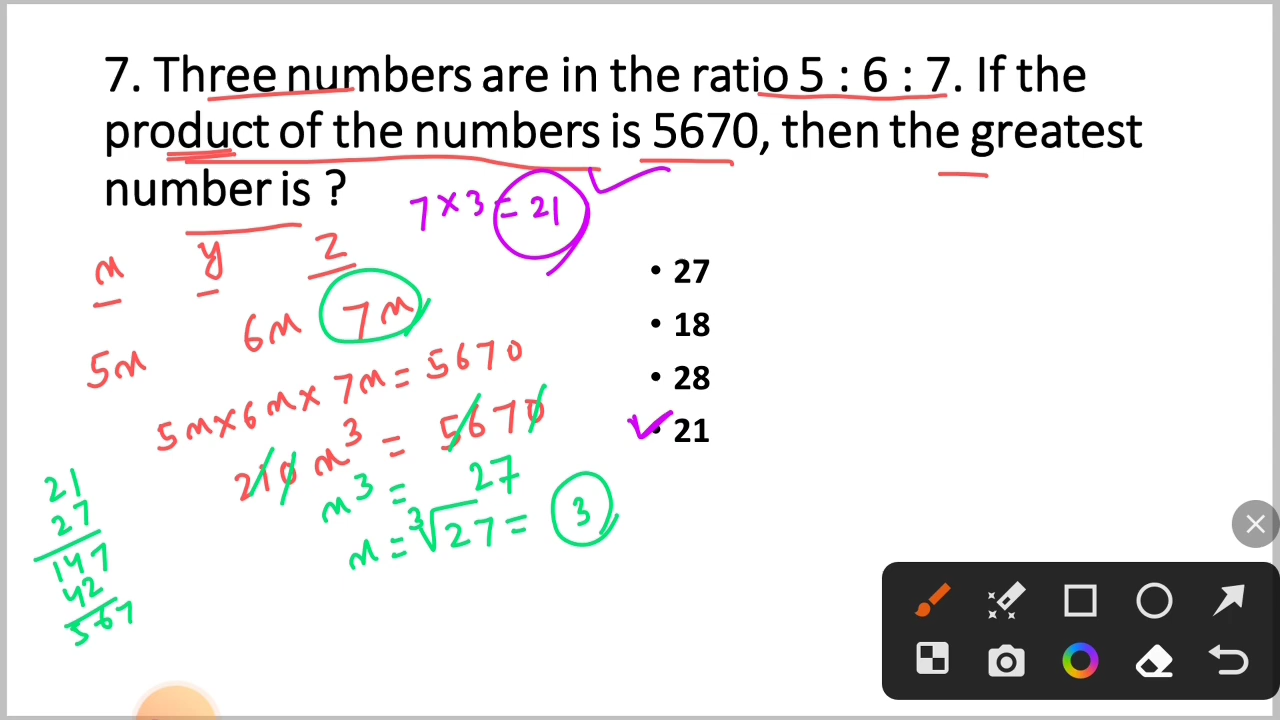 7. Three numbers are in the ratio 5 : 6 : 7. If the
product of the numbers is 5670, then the greatest
number is ?
7 x 3 = 21
x y z
5x 6x 7x
5x x 6x x 7x = 5670
210 x³ = 5670
x³ = 27
x = ³√27 = 3
21
27
147
42
567
• 27
• 18
• 28
• 21